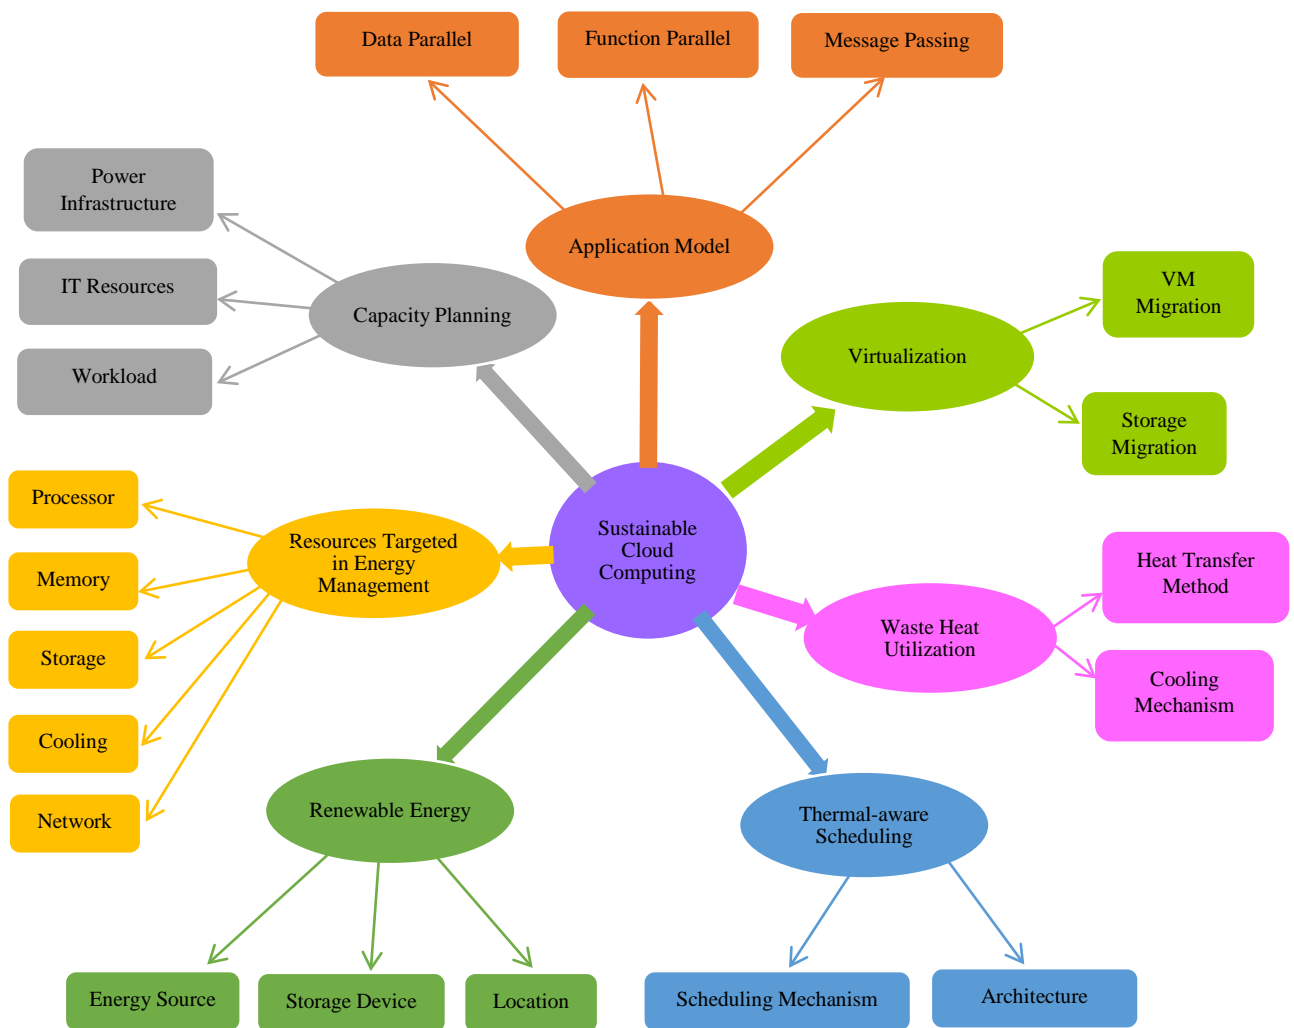 Data Parallel
Function Parallel
Message Passing
Power
Infrastructure
IT Resources
Workload
Capacity Planning
Application Model
Virtualization
VM
Migration
Storage
Migration
Processor
Memory
Storage
Cooling
Network
Resources Targeted
in Energy
Management
Sustainable
Cloud
Computing
Waste Heat
Utilization
Heat Transfer
Method
Cooling
Mechanism
Renewable Energy
Thermal-aware
Scheduling
Energy Source
Storage Device
Location
Scheduling Mechanism
Architecture